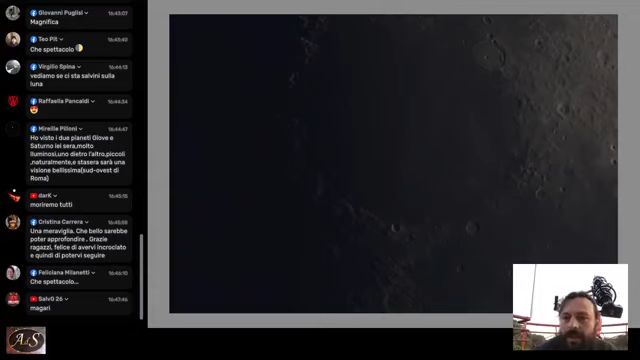 Giovanni Puglisi 16:43:07
Magnifica
Teo Pit 16:43:40
Che spettacolo 🌓
Virgilio Spina 16:44:13
vediamo se ci sta salvini sulla
luna
Raffaella Pancaldi 16:44:34
😍
Mireille Pilloni 16:44:47
Ho visto i due pianeti Giove e
Saturno ieri sera,molto
lluminosi,uno dietro l'altro,piccoli
,naturalmente,e stasera sarà una
visione bellissima(sud-ovest di
Roma)
darK 16:45:15
moriremo tutti
Cristina Carrera 16:45:58
Una meraviglia. Che bello sarebbe
poter approfondire . Grazie
ragazzi, felice di avervi incrociato
e quindi di potervi seguire
Feliciana Milanetti 16:46:10
Che spettacolo...
Salv0 26 16:47:46
magari
AdS